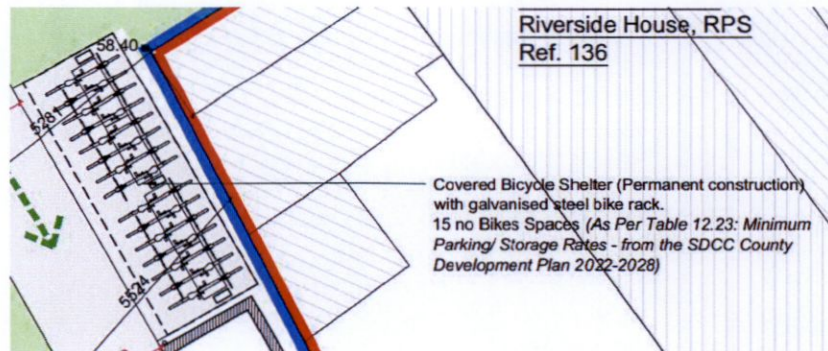 Riverside House, RPS
Ref. 136
58.40
5281
Covered Bicycle Shelter (Permanent construction)
with galvanised steel bike rack.
15 no Bikes Spaces (As Per Table 12.23: Minimum
Parking/ Storage Rates - from the SDCC County
Development Plan 2022-2028)
5524